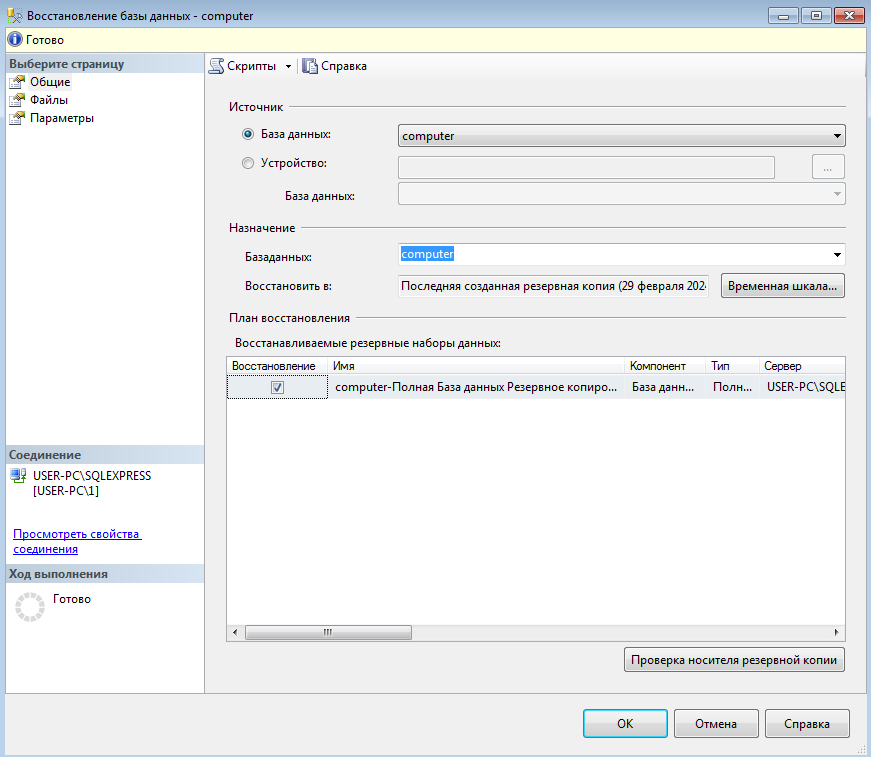 Восстановление базы данных - computer
Готово
Выберите страницу
Общие
Файлы
Параметры
Соединение
USER-PC\SQLEXPRESS
[USER-PC\1]
Просмотреть свойства
соединения
Ход выполнения
Готово
Скрипты
Справка
Источник
База данных:
computer
Устройство:
...
База данных:
Назначение
Базаданных:
computer
Восстановить в:
Последняя созданная резервная копия (29 февраля 202
Временная шкала...
План восстановления
Восстанавливаемые резервные наборы данных:
Восстановление Имя Компонент Тип Сервер
computer-Полная База данных Резервное копиро... База данн... Полн... USER-PC\SQLE
Проверка носителя резервной копии
ОК
Отмена
Справка